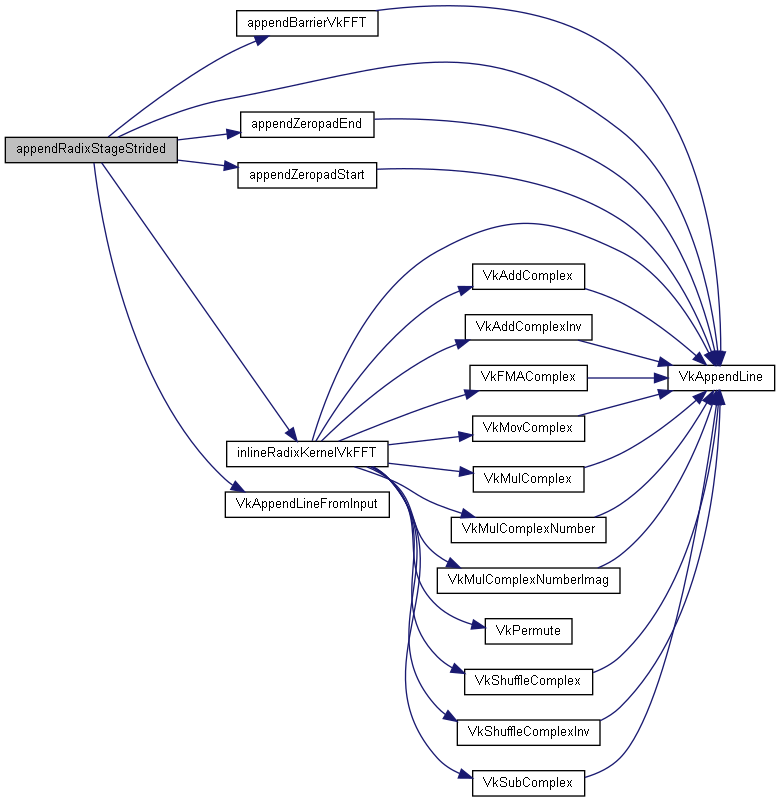 appendBarrierVkFFT
appendZeropadEnd
appendRadixStageStrided
appendZeropadStart
VkAddComplex
VkAddComplexInv
VkFMAComplex
VkAppendLine
VkMovComplex
inlineRadixKernelVkFFT
VkMulComplex
VkAppendLineFromInput
VkMulComplexNumber
VkMulComplexNumberImag
VkPermute
VkShuffleComplex
VkShuffleComplexInv
VkSubComplex